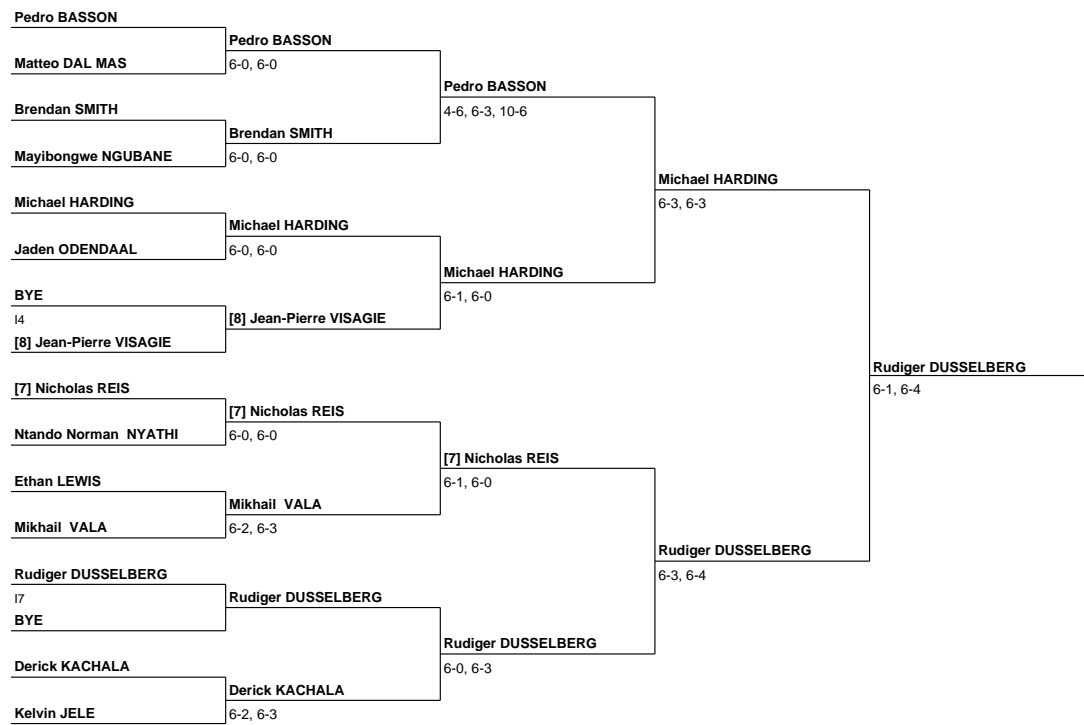 Pedro BASSON
Pedro BASSON
Matteo DAL MAS
6-0, 6-0
Pedro BASSON
Brendan SMITH
4-6, 6-3, 10-6
Brendan SMITH
Mayibongwe NGUBANE
6-0, 6-0
Michael HARDING
Michael HARDING
6-3, 6-3
Michael HARDING
Jaden ODENDAAL
6-0, 6-0
Michael HARDING
BYE
6-1, 6-0
I4
[8] Jean-Pierre VISAGIE
[8] Jean-Pierre VISAGIE
Rudiger DUSSELBERG
6-1, 6-4
[7] Nicholas REIS
[7] Nicholas REIS
Ntando Norman  NYATHI
6-0, 6-0
[7] Nicholas REIS
Ethan LEWIS
6-1, 6-0
Mikhail  VALA
Mikhail  VALA
6-2, 6-3
Rudiger DUSSELBERG
Rudiger DUSSELBERG
6-3, 6-4
I7
Rudiger DUSSELBERG
BYE
Rudiger DUSSELBERG
Derick KACHALA
6-0, 6-3
Derick KACHALA
Kelvin JELE
6-2, 6-3